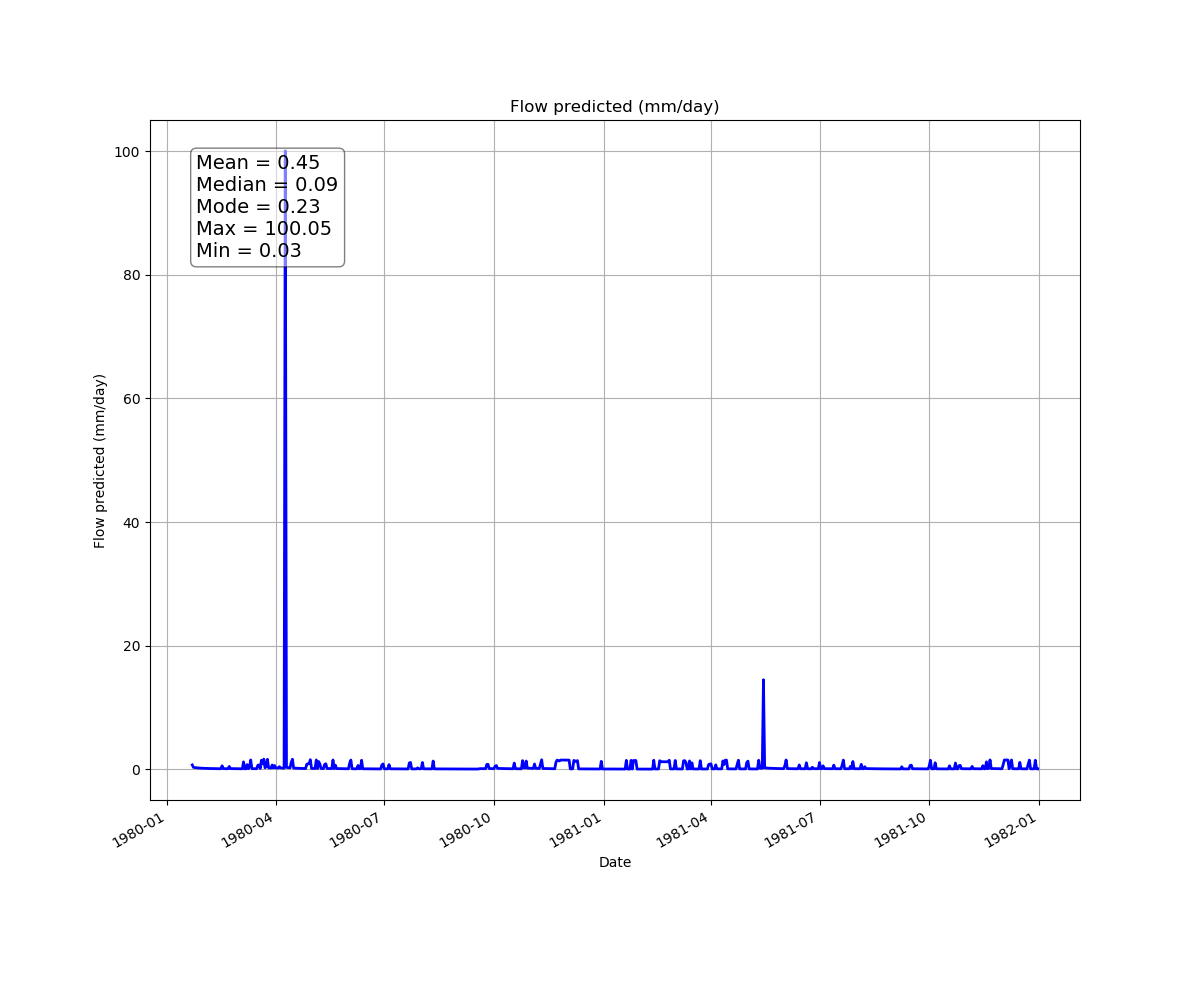 Flow predicted (mm/day)
100
80
60
40
20
0
Flow predicted (mm/day)
Mean = 0.45
Median = 0.09
Mode = 0.23
Max = 100.05
Min = 0.03
1980-01
1980-04
1980-07
1980-10
1981-01
1981-04
1981-07
1981-10
1982-01
Date